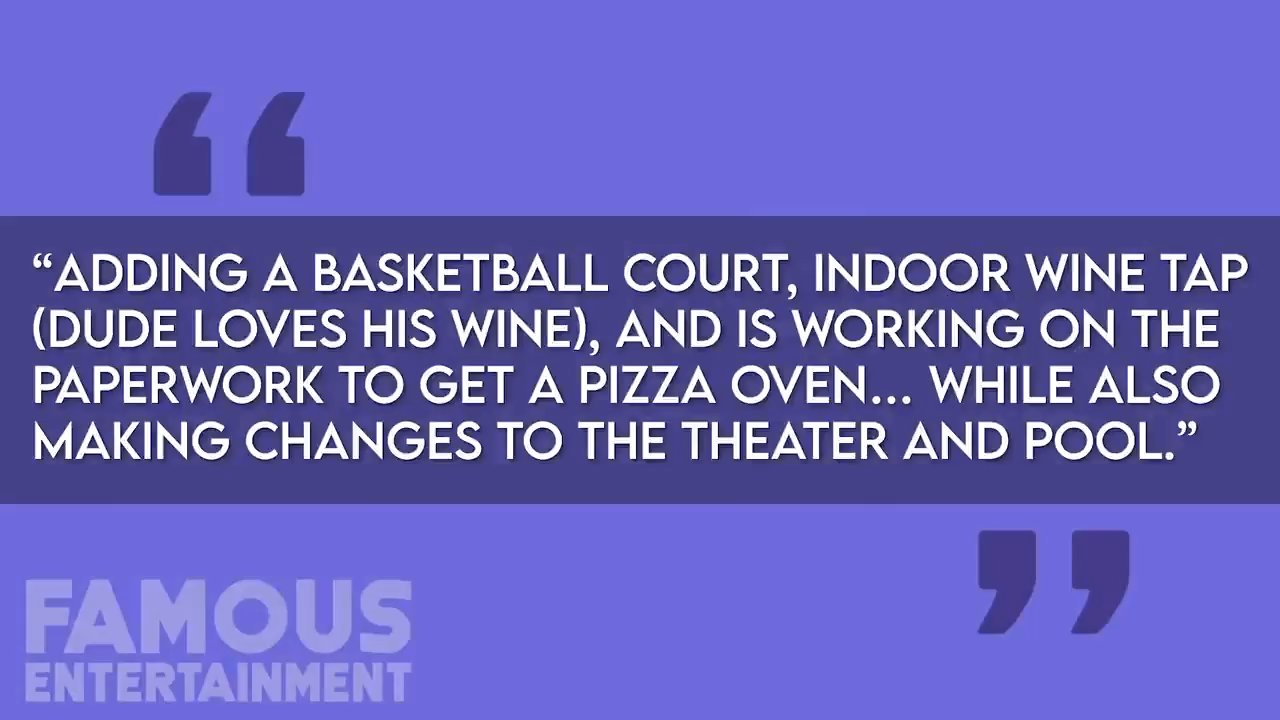 “ADDING A BASKETBALL COURT, INDOOR WINE TAP
(DUDE LOVES HIS WINE), AND IS WORKING ON THE
PAPERWORK TO GET A PIZZA OVEN... WHILE ALSO
MAKING CHANGES TO THE THEATER AND POOL.”
FAMOUS
ENTERTAINMENT